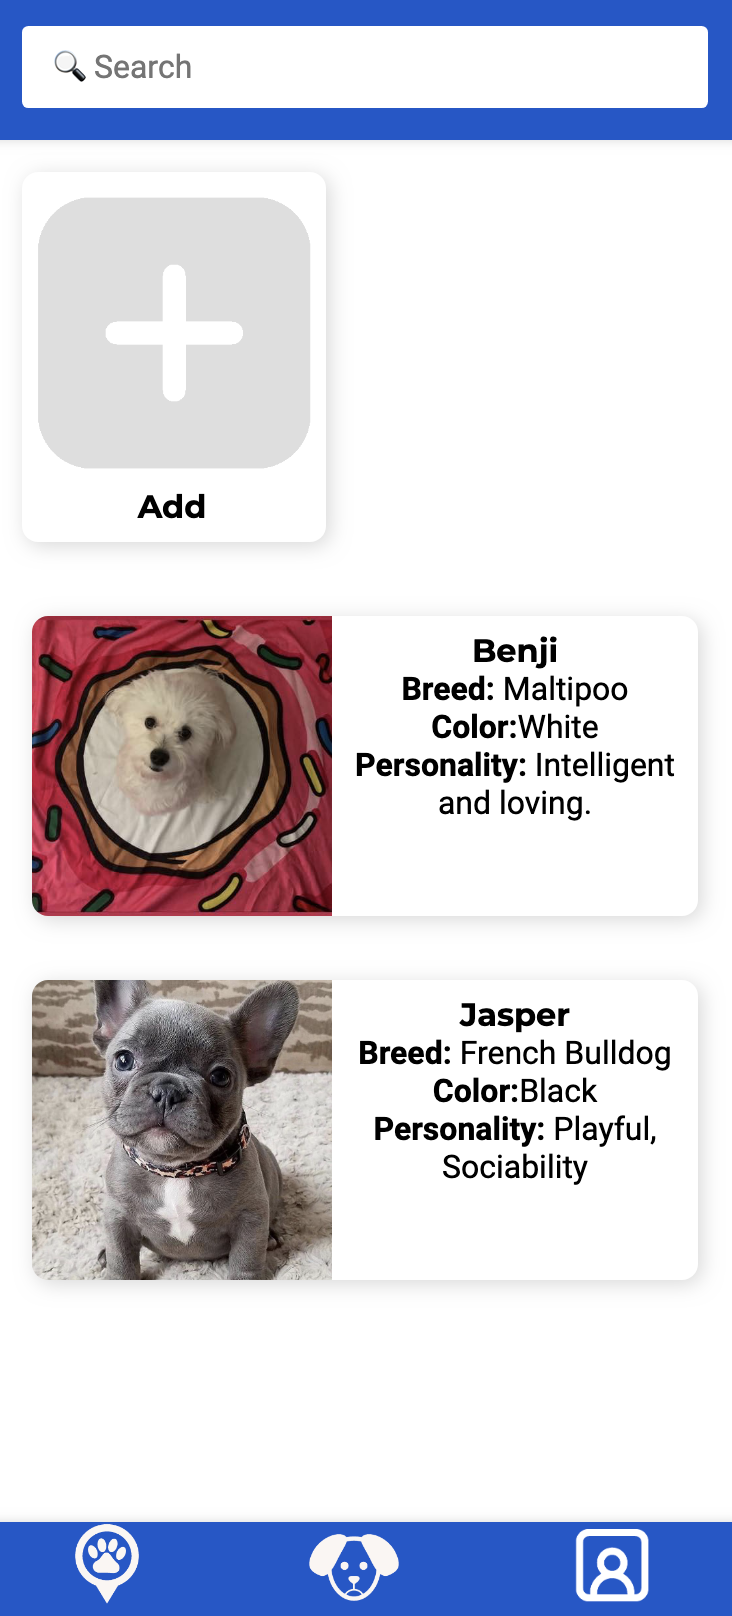 🔍 Search
Add
Benji
Breed: Maltipoo
Color:White
Personality: Intelligent
and loving.
Jasper
Breed: French Bulldog
Color:Black
Personality: Playful,
Sociability